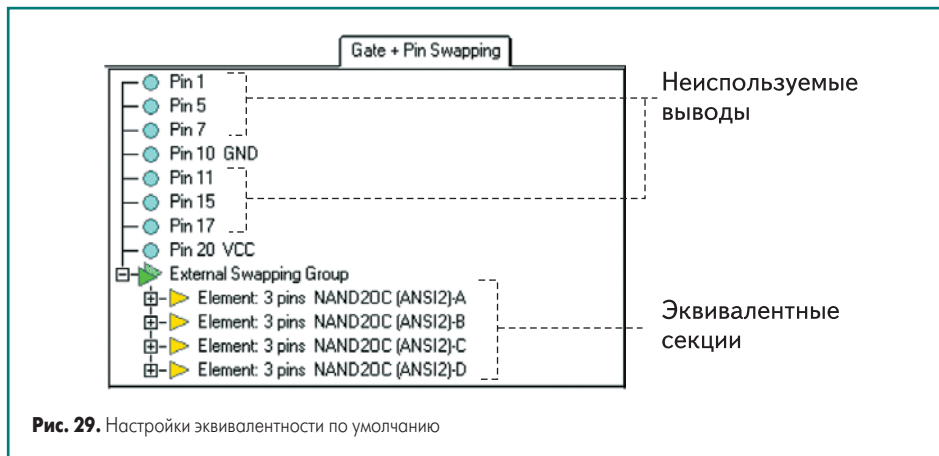 Gate + Pin Swapping
Pin 1
Pin 5
Pin 7
Pin 10 GND
Pin 11
Pin 15
Pin 17
Pin 20 VCC
External Swapping Group
Element: 3 pins NAND2OC (ANSI2)-A
Element: 3 pins NAND2OC (ANSI2)-B
Element: 3 pins NAND2OC (ANSI2)-C
Element: 3 pins NAND2OC (ANSI2)-D
Неиспользуемые
выводы
Эквивалентные
секции
Рис. 29. Настройки эквивалентности по умолчанию